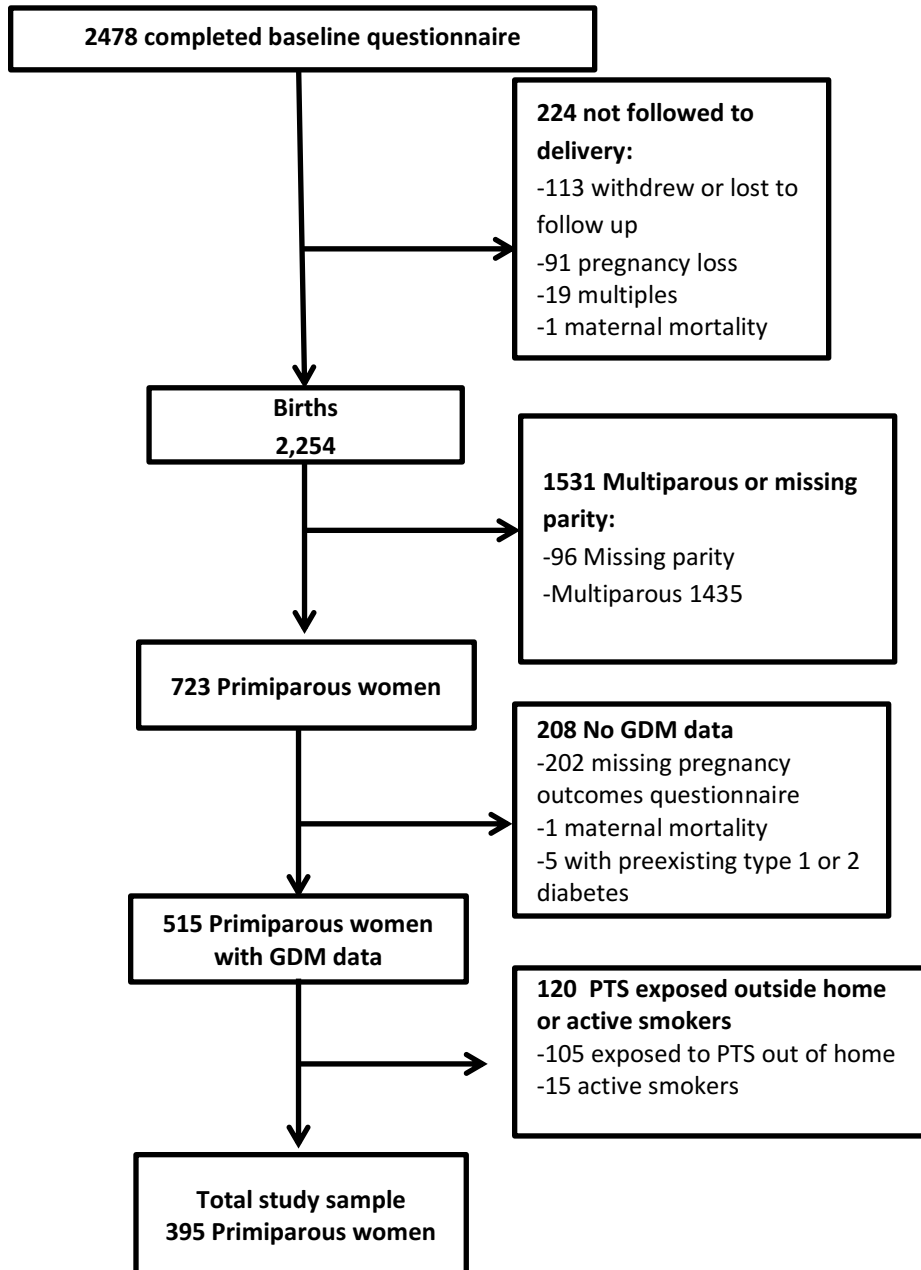 2478 completed baseline questionnaire
224 not followed to
delivery:
-113 withdrew or lost to
follow up
-91 pregnancy loss
-19 multiples
-1 maternal mortality
Births
2,254
1531 Multiparous or missing
parity:
-96 Missing parity
-Multiparous 1435
723 Primiparous women
208 No GDM data
-202 missing pregnancy
outcomes questionnaire
-1 maternal mortality
-5 with preexisting type 1 or 2
diabetes
515 Primiparous women
with GDM data
120 PTS exposed outside home
or active smokers
-105 exposed to PTS out of home
-15 active smokers
Total study sample
395 Primiparous women